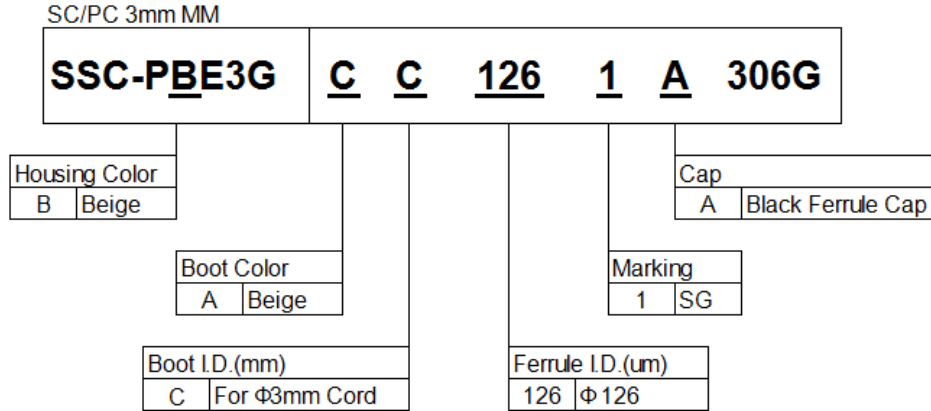 SC/PC 3mm MM
SSC-PBE3G C C 126 1 A 306G
Housing Color
B Beige
Cap
A Black Ferrule Cap
Boot Color
A Beige
Marking
1 SG
Boot I.D.(mm)
C For Φ3mm Cord
Ferrule I.D.(um)
126 Φ126